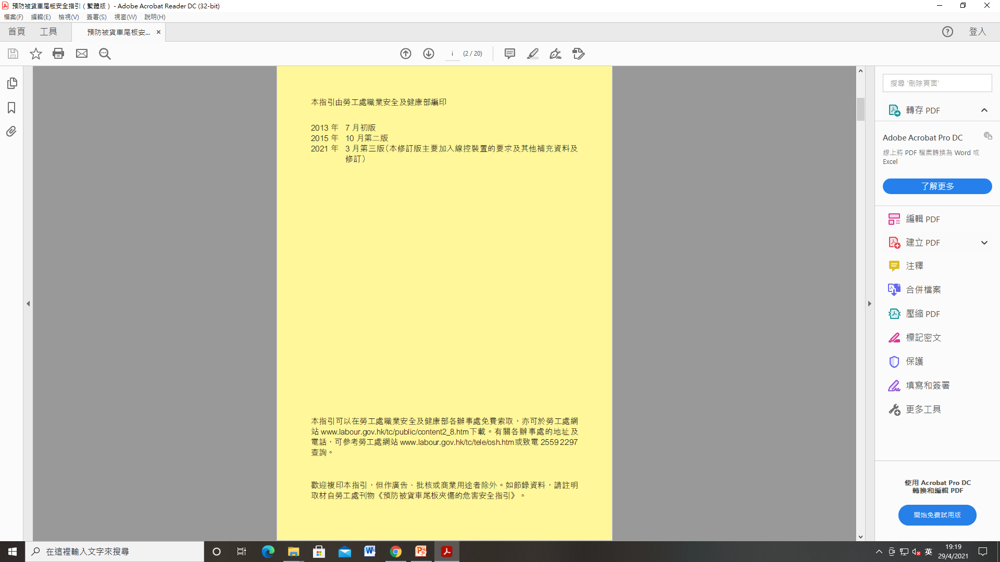 預防被貨車尾板安全指引（繁體版） - Adobe Acrobat Reader DC (32-bit)
檔案(F) 編輯(E) 檢視(V) 簽署(S) 視窗(W) 說明(H)
首頁 工具 預防被貨車尾板安... × 登入
i (2 / 20)
本指引由勞工處職業安全及健康部編印
2013 年 7 月初版
2015 年 10 月第二版
2021 年 3 月第三版（本修訂版主要加入線控裝置的要求及其他補充資料及
修訂）
本指引可以在勞工處職業安全及健康部各辦事處免費索取，亦可於勞工處網
站 www.labour.gov.hk/tc/public/content2_8.htm下載。有關各辦事處的地址及
電話，可參考勞工處網站 www.labour.gov.hk/tc/tele/osh.htm或致電 2559 2297
查詢。
歡迎複印本指引，但作廣告、批核或商業用途者除外。如節錄資料，請註明
取材自勞工處刊物《預防被貨車尾板夾傷的危害安全指引》。
搜尋 '刪除頁面'
轉存 PDF
Adobe Acrobat Pro DC
線上將 PDF 檔案轉換為 Word 或
Excel
了解更多
編輯 PDF
建立 PDF
注釋
合併檔案
壓縮 PDF
標記密文
保護
填寫和簽署
更多工具
使用 Acrobat Pro DC
轉換和編輯 PDF
開始免費試用版
在這裡輸入文字來搜尋
英
19:19
29/4/2021